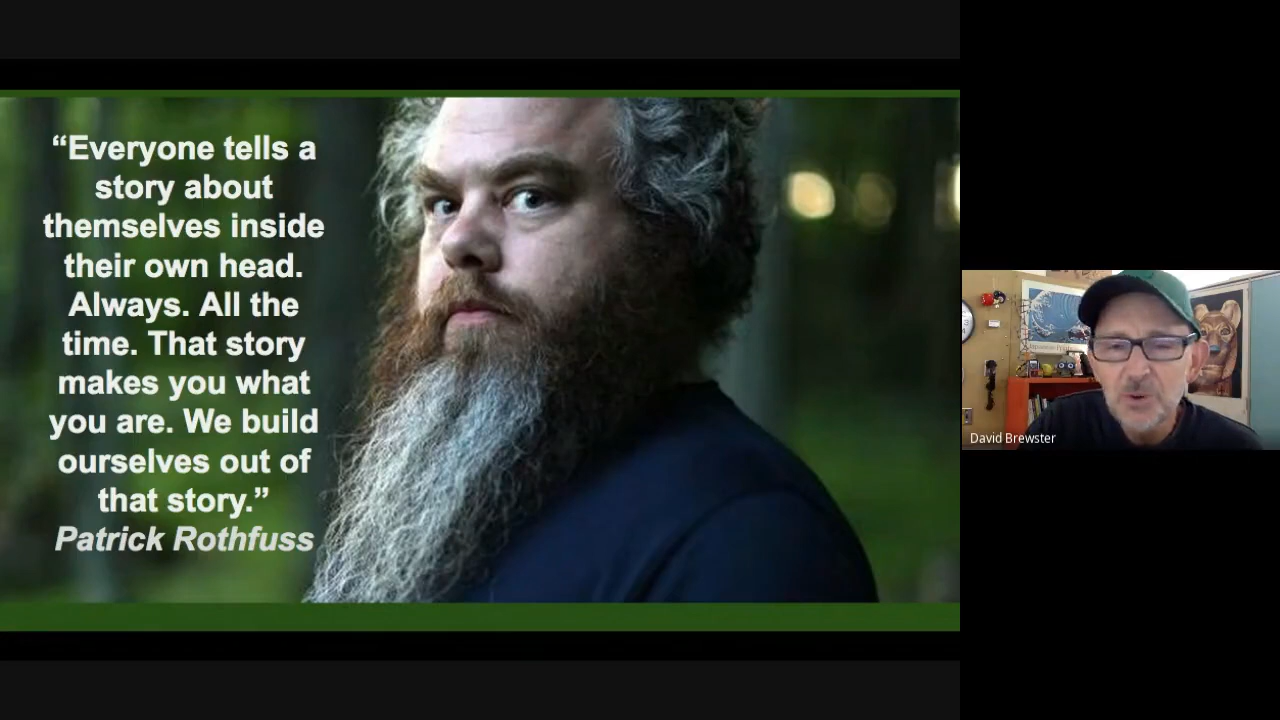 “Everyone tells a
story about
themselves inside
their own head.
Always. All the
time. That story
makes you what
you are. We build
ourselves out of
that story.”
Patrick Rothfuss
David Brewster